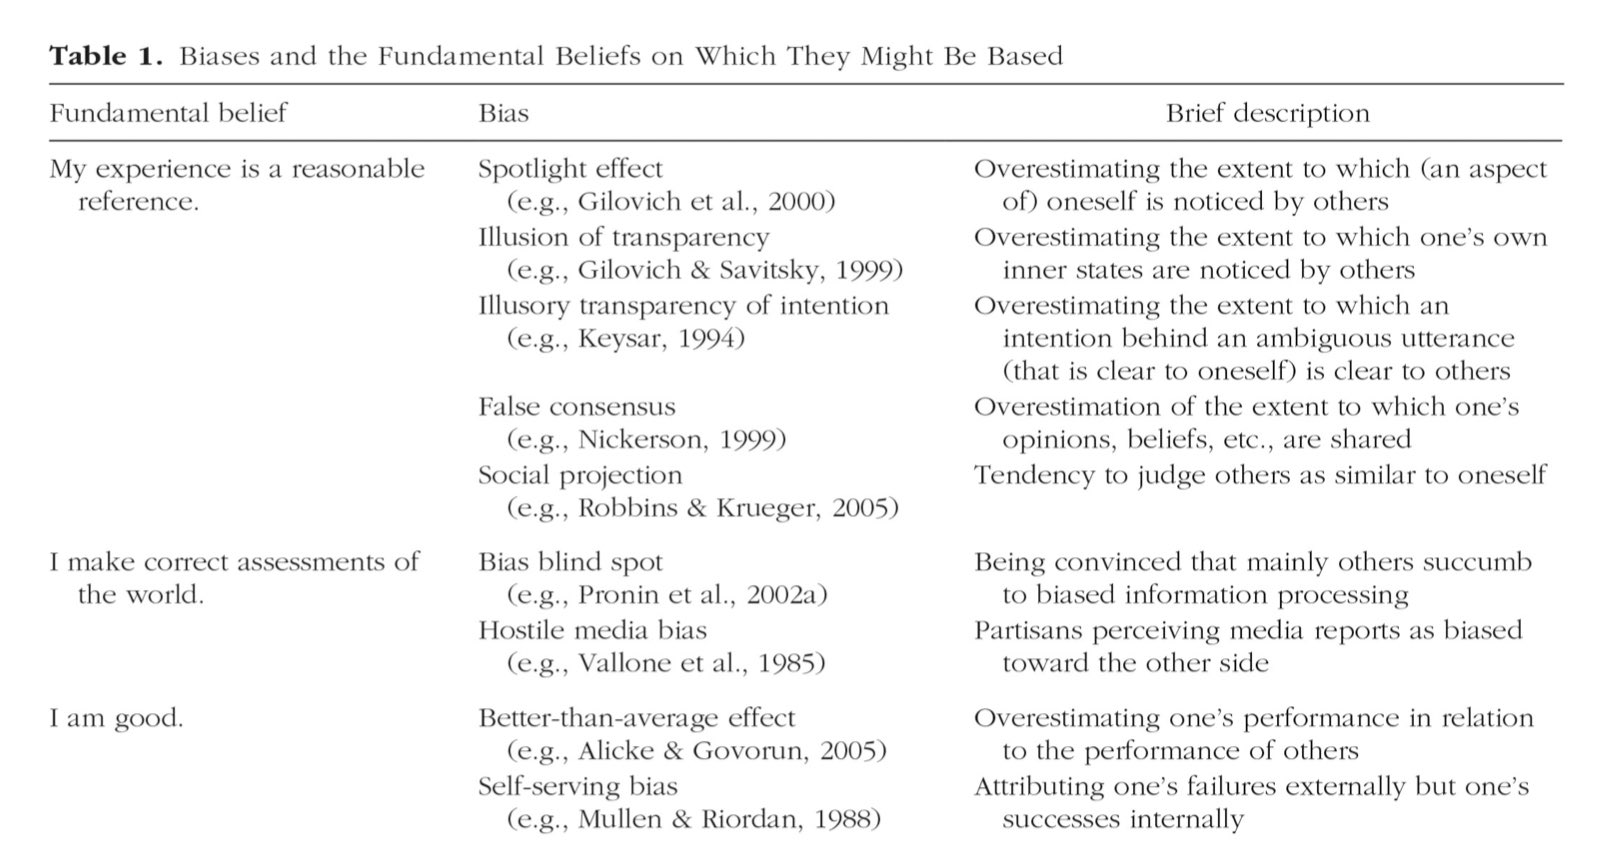 Table 1. Biases and the Fundamental Beliefs on Which They Might Be Based
Fundamental belief Bias Brief description
My experience is a reasonable Spotlight effect Overestimating the extent to which (an aspect
reference. (e.g., Gilovich et al., 2000) of) oneself is noticed by others
Illusion of transparency Overestimating the extent to which one’s own
(e.g., Gilovich & Savitsky, 1999) inner states are noticed by others
Illusory transparency of intention Overestimating the extent to which an
(e.g., Keysar, 1994) intention behind an ambiguous utterance
(that is clear to oneself) is clear to others
False consensus Overestimation of the extent to which one’s
(e.g., Nickerson, 1999) opinions, beliefs, etc., are shared
Social projection Tendency to judge others as similar to oneself
(e.g., Robbins & Krueger, 2005)
I make correct assessments of Bias blind spot Being convinced that mainly others succumb
the world. (e.g., Pronin et al., 2002a) to biased information processing
Hostile media bias Partisans perceiving media reports as biased
(e.g., Vallone et al., 1985) toward the other side
I am good. Better-than-average effect Overestimating one’s performance in relation
(e.g., Alicke & Govorun, 2005) to the performance of others
Self-serving bias Attributing one’s failures externally but one’s
(e.g., Mullen & Riordan, 1988) successes internally